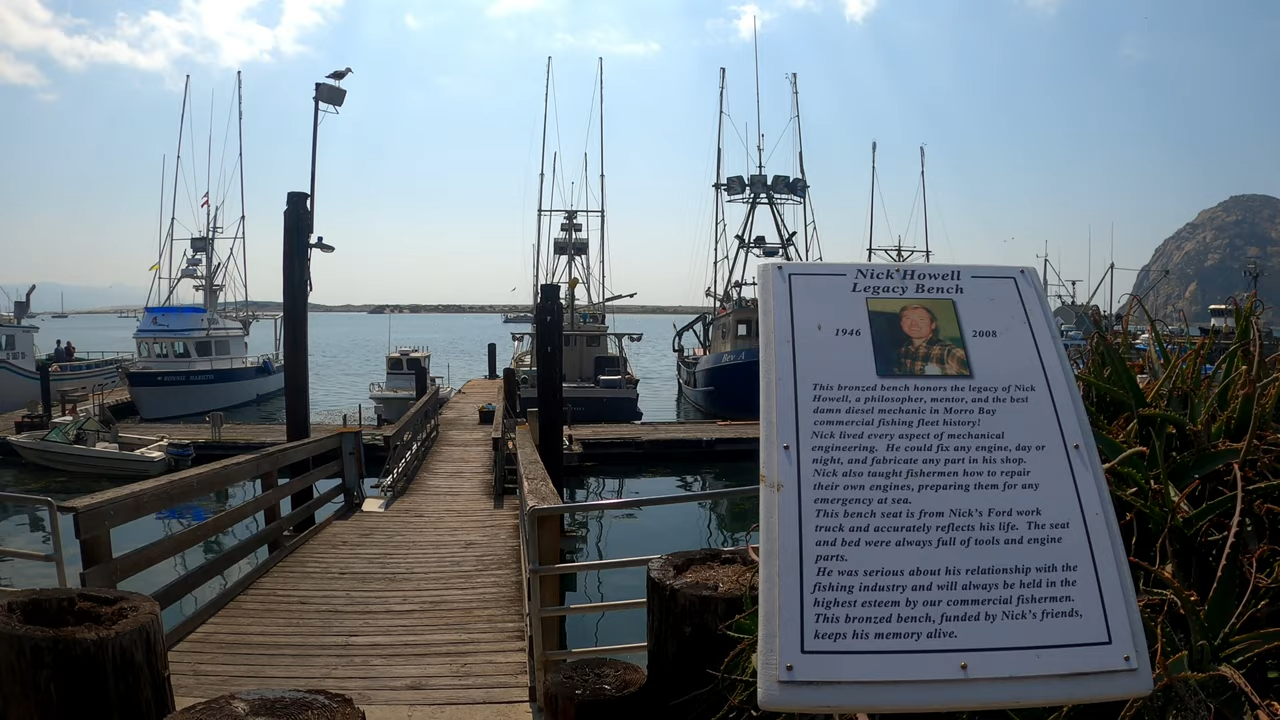 Nick Howell
Legacy Bench
1946
2008
This bronzed bench honors the legacy of Nick
Howell, a philosopher, mentor, and the best
damn diesel mechanic in Morro Bay
commercial fishing fleet history!
Nick lived every aspect of mechanical
engineering. He could fix any engine, day or
night, and fabricate any part in his shop.
Nick also taught fishermen how to repair
their own engines, preparing them for any
emergency at sea.
This bench seat is from Nick's Ford work
truck and accurately reflects his life. The seat
and bed were always full of tools and engine
parts.
He was serious about his relationship with the
fishing industry and will always be held in the
highest esteem by our commercial fishermen.
This bronzed bench, funded by Nick's friends,
keeps his memory alive.
BONNIE MARIETTA
Bev. A